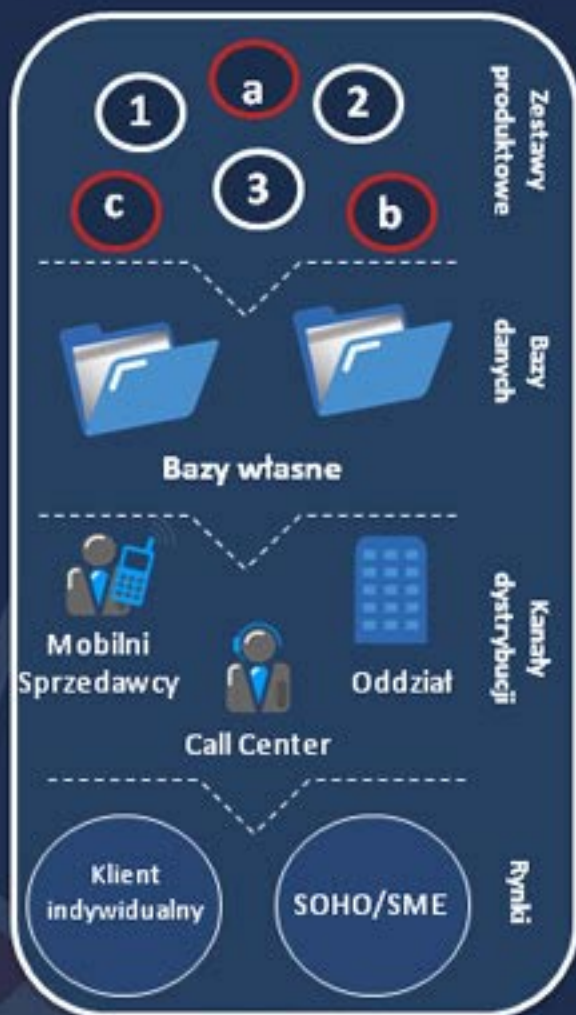 1
a
2
c
3
b
Zestawy
produktowe
Bazy własne
Bazy
danych
Mobilni
Sprzedawcy
Call Center
Oddział
Kanały
dystrybucji
Klient
indywidualny
SOHO/SME
Rynki